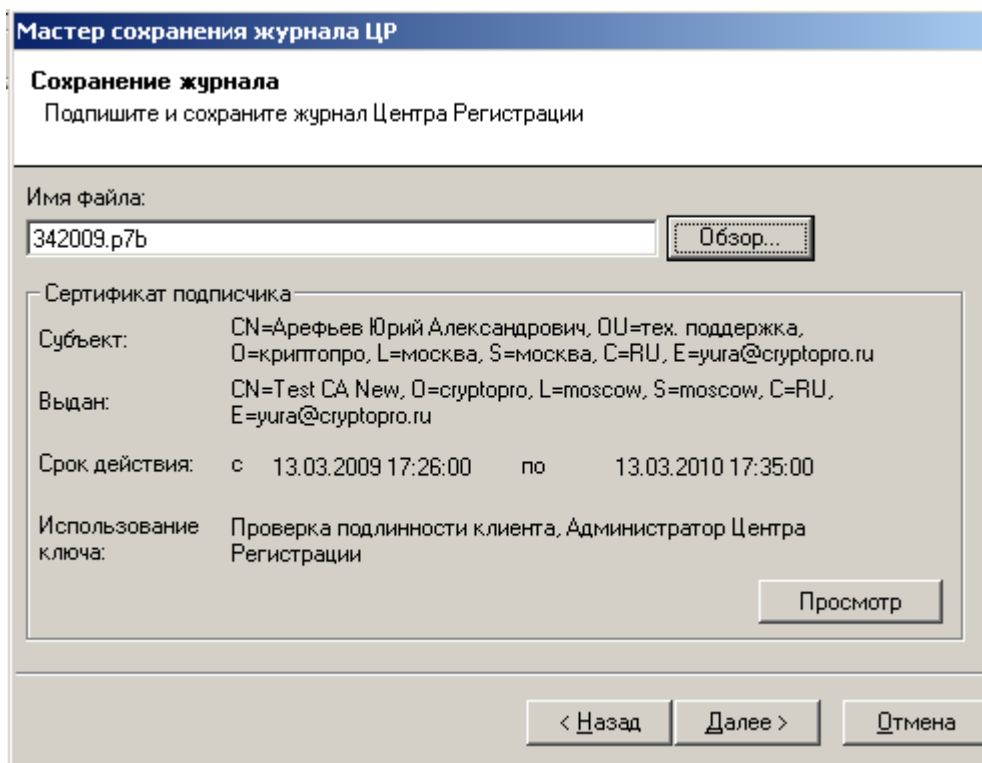 Мастер сохранения журнала ЦР
Сохранение журнала
Подпишите и сохраните журнал Центра Регистрации
Имя файла:
342009.p7b
Обзор...
Сертификат подписчика
Субъект:
CN=Арефьев Юрий Александрович, OU=тех. поддержка,
O=криптопро, L=москва, S=москва, C=RU, E=yura@cryptopro.ru
Выдан:
CN=Test CA New, O=cryptopro, L=moscow, S=moscow, C=RU,
E=yura@cryptopro.ru
Срок действия: с 13.03.2009 17:26:00 по 13.03.2010 17:35:00
Использование
ключа:
Проверка подлинности клиента, Администратор Центра
Регистрации
Просмотр
< Назад Далее > Отмена